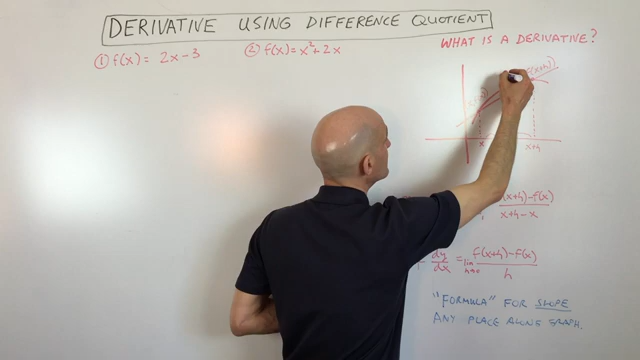 DERIVATIVE USING DIFFERENCE QUOTIENT
WHAT IS A DERIVATIVE?
① f(x) = 2x-3
② f(x) = x²+2x
f(x+h)
x
x+h
(x+h)-f(x)
x+h-x
dy/dx = lim h→0 f(x+h)-f(x)/h
"FORMULA" FOR SLOPE
ANY PLACE ALONG GRAPH.